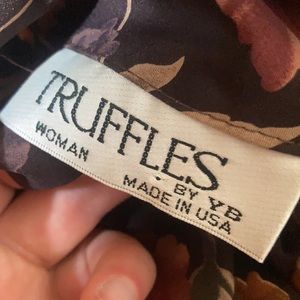 TRUFFLES
WOMAN
BY YB
MADE IN USA